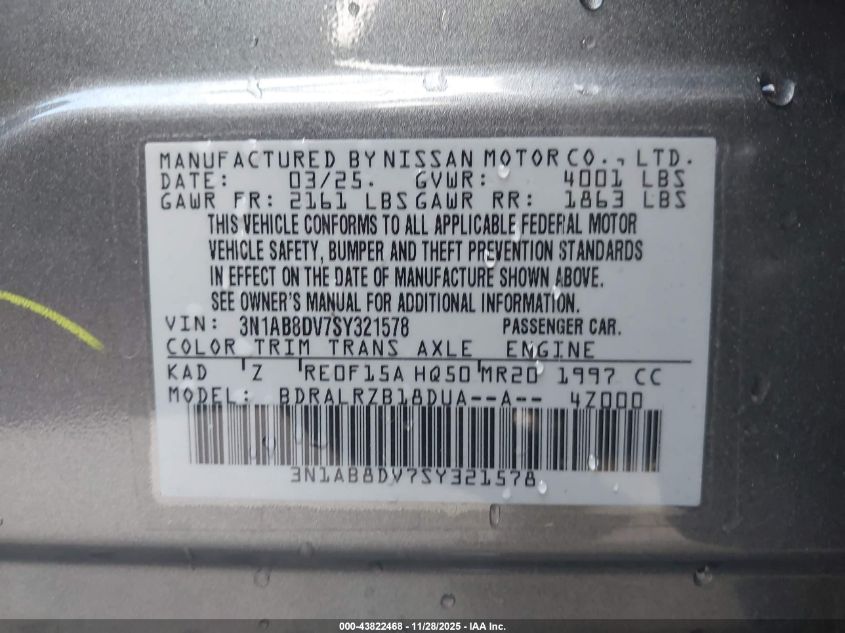 MANUFACTURED BY NISSAN MOTOR CO., LTD.
DATE: 03/25. GVWR: 4001 LBS
GAWR FR: 2161 LBS GAWR RR: 1863 LBS
THIS VEHICLE CONFORMS TO ALL APPLICABLE FEDERAL MOTOR
VEHICLE SAFETY, BUMPER AND THEFT PREVENTION STANDARDS
IN EFFECT ON THE DATE OF MANUFACTURE SHOWN ABOVE.
SEE OWNER'S MANUAL FOR ADDITIONAL INFORMATION.
VIN: 3N1AB8DV7SY321578 PASSENGER CAR.
COLOR TRIM TRANS AXLE ENGINE
KAD Z RE0F15A HQ50 MR20 1997 CC
MODEL: BDRALRZB18DUA--A-- 4Z000
3N1AB8DV7SY321578
000-43822468 | 11/28/2025 | IAA Inc.